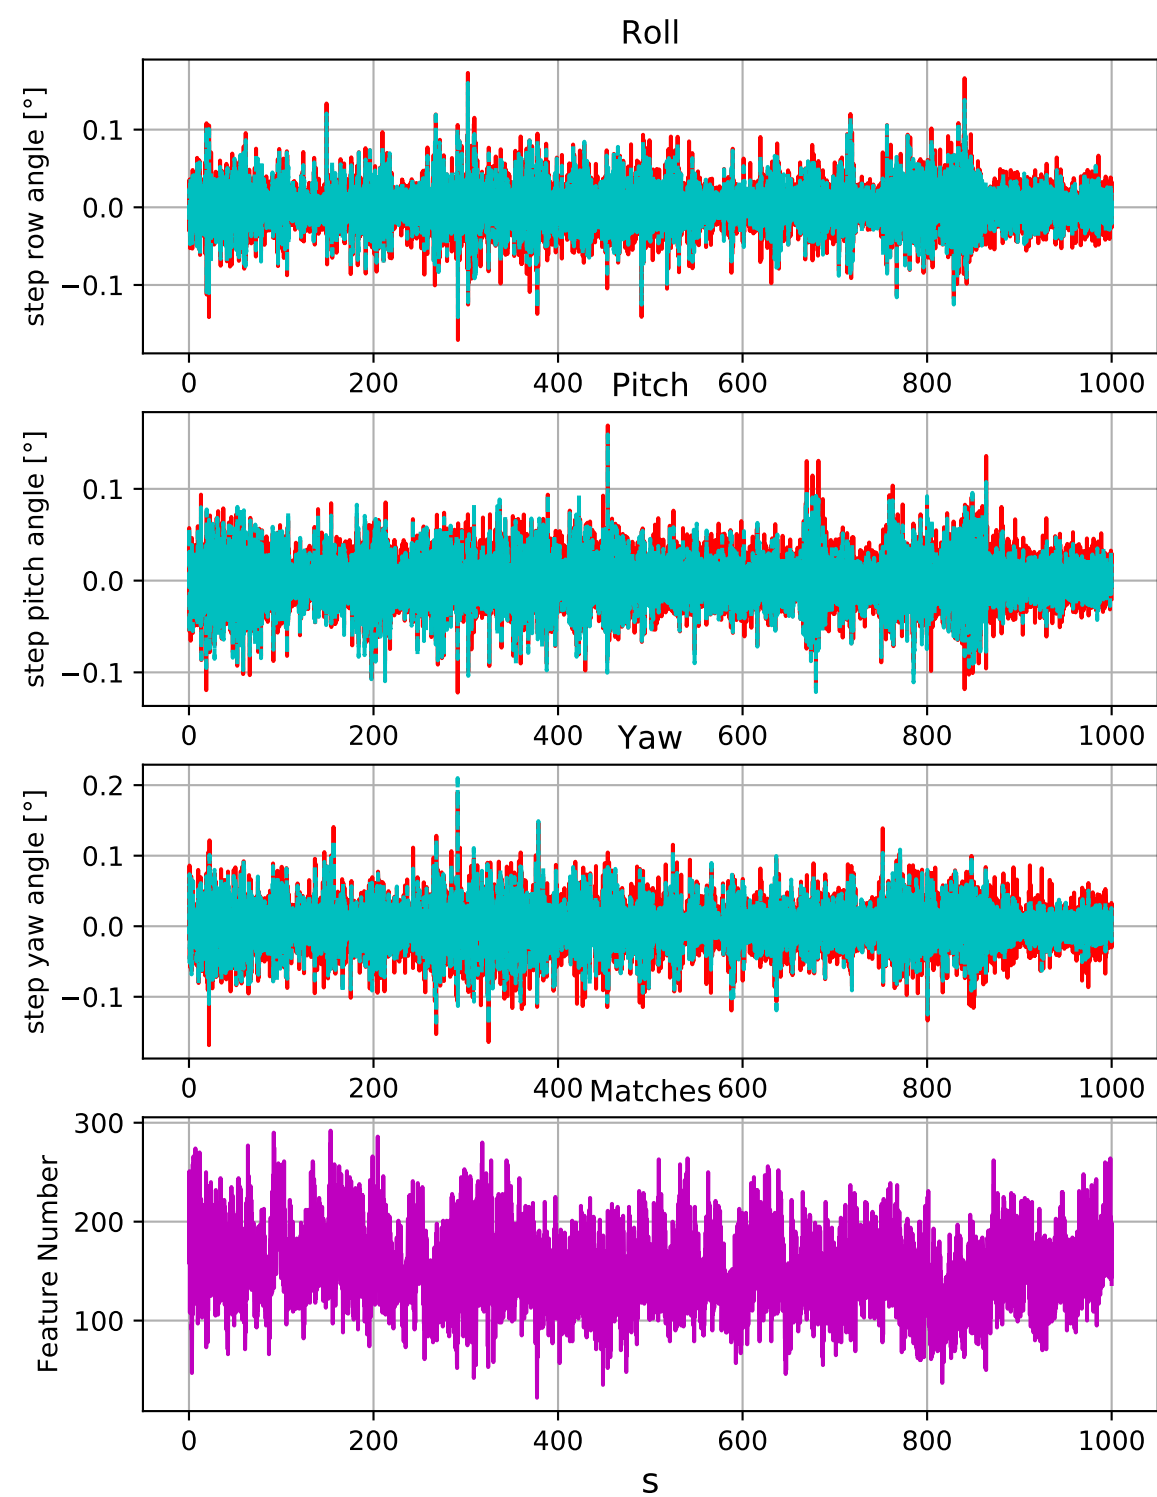 Roll
step row angle [°]
0.1
0.0
−0.1
0 200 400 600 800 1000
Pitch
step pitch angle [°]
0.1
0.0
−0.1
0 200 400 600 800 1000
Yaw
step yaw angle [°]
0.2
0.1
0.0
−0.1
0 200 400 600 800 1000
Matches
Feature Number
300
200
100
0 200 400 600 800 1000
s